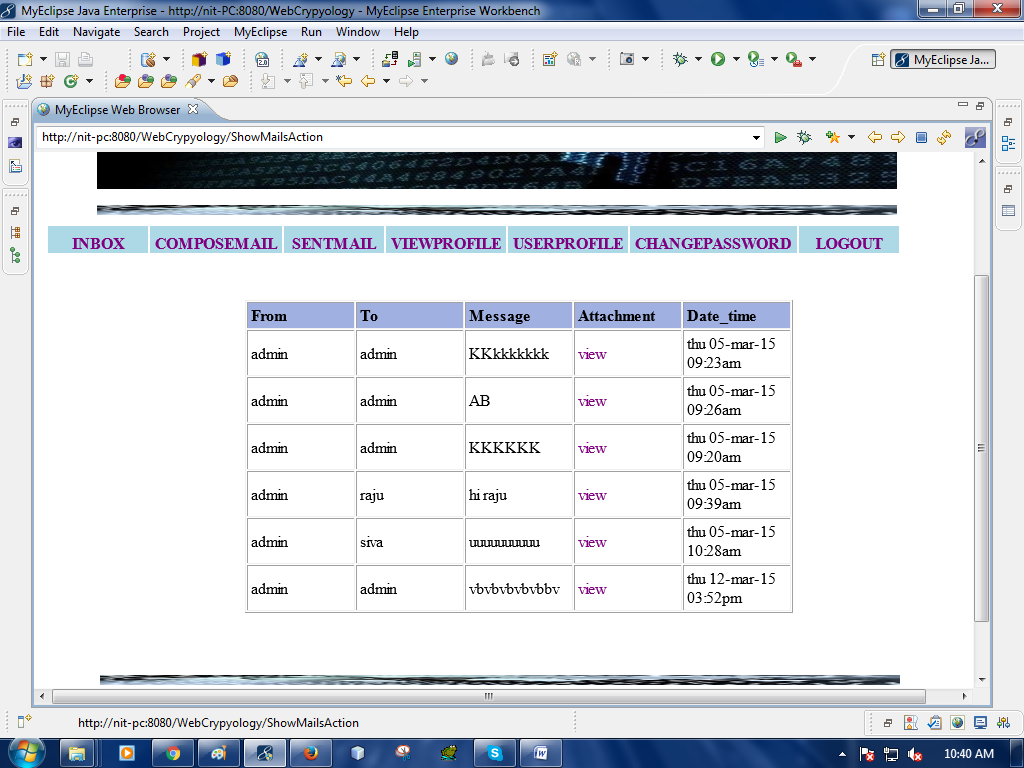 MyEclipse Java Enterprise - http://nit-PC:8080/WebCrypyology - MyEclipse Enterprise Workbench
File Edit Navigate Search Project MyEclipse Run Window Help
MyEclipse Ja...
MyEclipse Web Browser
http://nit-pc:8080/WebCrypyology/ShowMailsAction
INBOX COMPOSEMAIL SENTMAIL VIEWPROFILE USERPROFILE CHANGEPASSWORD LOGOUT
From To Message Attachment Date_time
admin admin KKkkkkkkk view thu 05-mar-15
09:23am
admin admin AB view thu 05-mar-15
09:26am
admin admin KKKKKK view thu 05-mar-15
09:20am
admin raju hi raju view thu 05-mar-15
09:39am
admin siva uuuuuuuuuu view thu 05-mar-15
10:28am
admin admin vbvbvbvbvbbv view thu 12-mar-15
03:52pm
http://nit-pc:8080/WebCrypyology/ShowMailsAction
10:40 AM